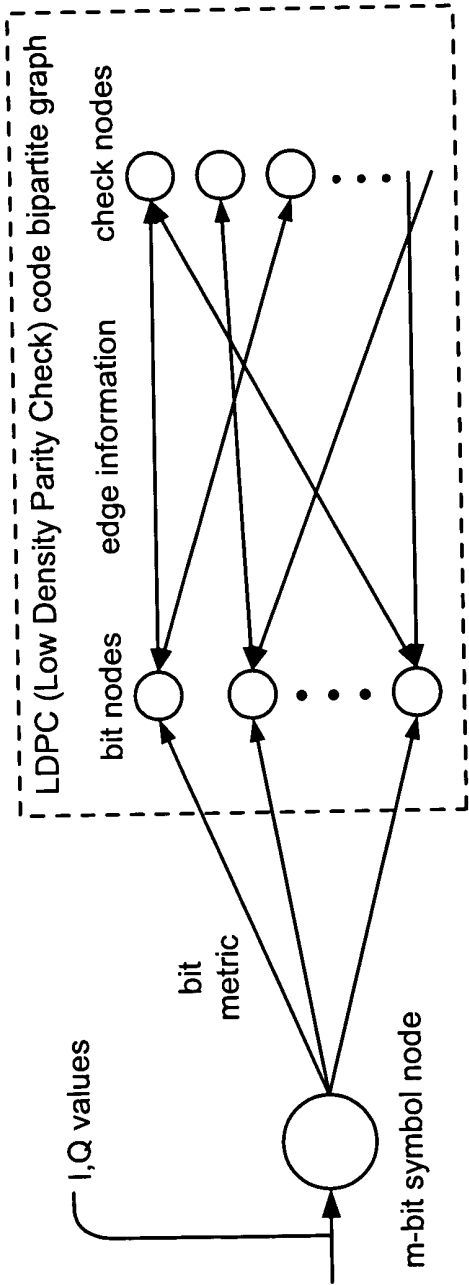 LDPC (Low Density Parity Check) code bipartite graph
bit nodes
edge information
check nodes
I,Q values
bit
metric
m-bit symbol node